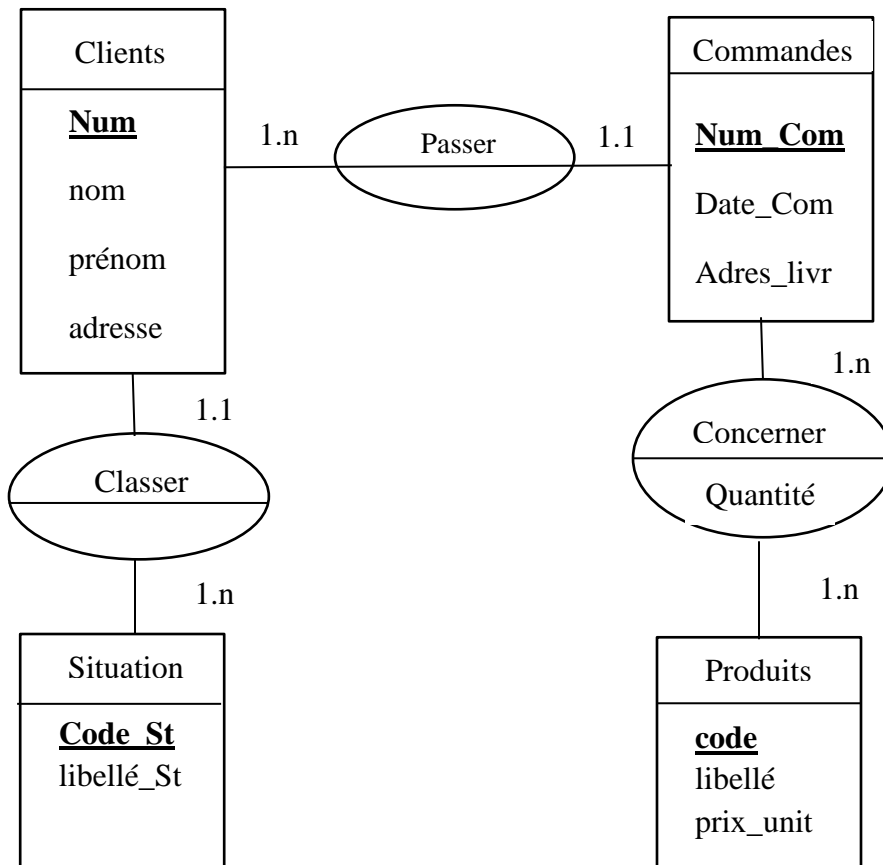 Clients
Num
nom
prénom
adresse
1.n
Passer
1.1
Commandes
Num_Com
Date_Com
Adres_livr
1.1
Classer
1.n
1.n
Concerner
Quantité
1.n
Situation
Code_St
libellé_St
Produits
code
libellé
prix_unit